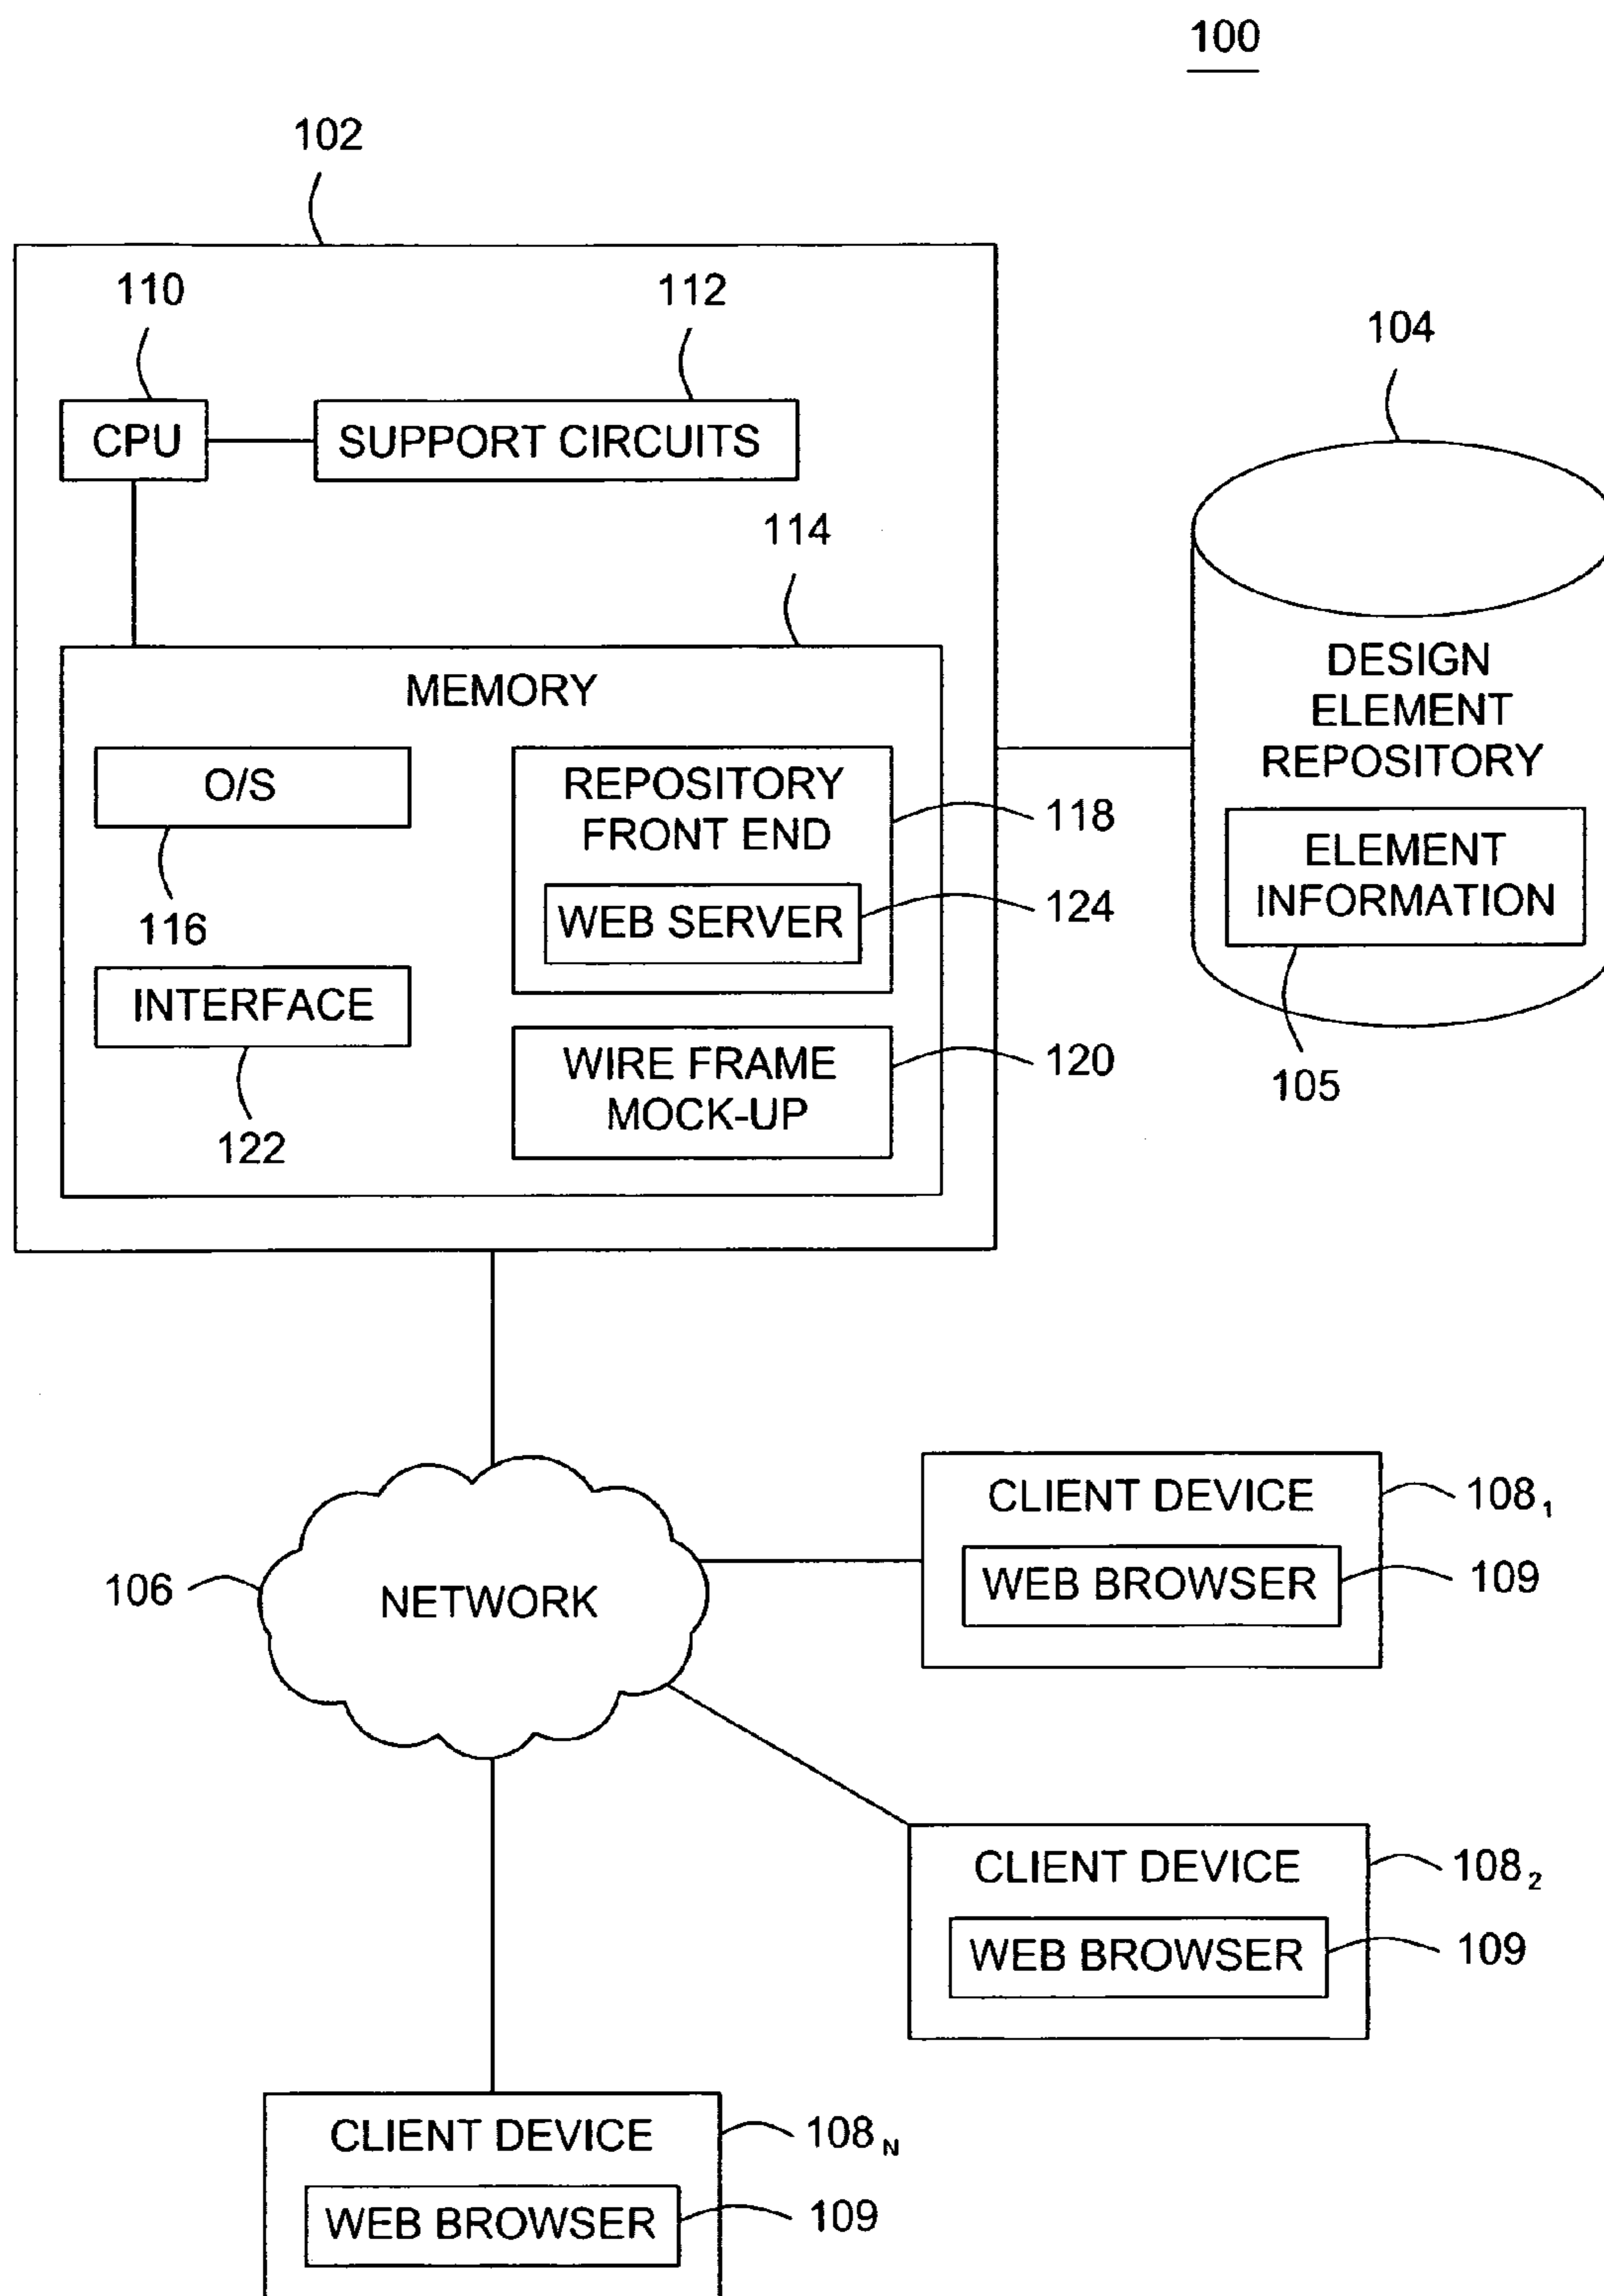 100
102
110
112
CPU
SUPPORT CIRCUITS
104
114
MEMORY
O/S
116
INTERFACE
122
REPOSITORY
FRONT END
118
WEB SERVER
124
WIRE FRAME
MOCK-UP
120
DESIGN
ELEMENT
REPOSITORY
ELEMENT
INFORMATION
105
106
NETWORK
CLIENT DEVICE
108₁
WEB BROWSER
109
CLIENT DEVICE
108₂
WEB BROWSER
109
CLIENT DEVICE
108N
WEB BROWSER
109